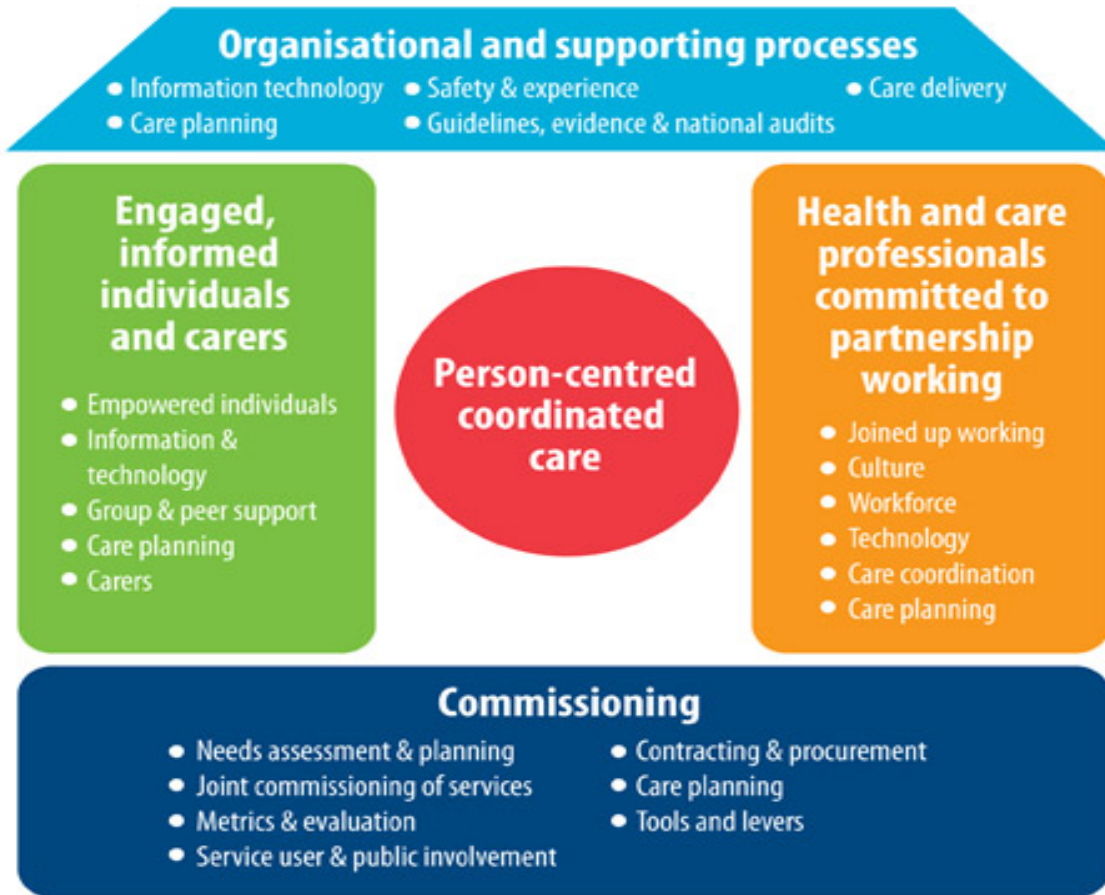 Organisational and supporting processes
• Information technology • Safety & experience • Care delivery
• Care planning • Guidelines, evidence & national audits
Engaged,
informed
individuals
and carers
• Empowered individuals
• Information &
technology
• Group & peer support
• Care planning
• Carers
Person-centred
coordinated
care
Health and care
professionals
committed to
partnership
working
• Joined up working
• Culture
• Workforce
• Technology
• Care coordination
• Care planning
Commissioning
• Needs assessment & planning
• Joint commissioning of services
• Metrics & evaluation
• Service user & public involvement
• Contracting & procurement
• Care planning
• Tools and levers